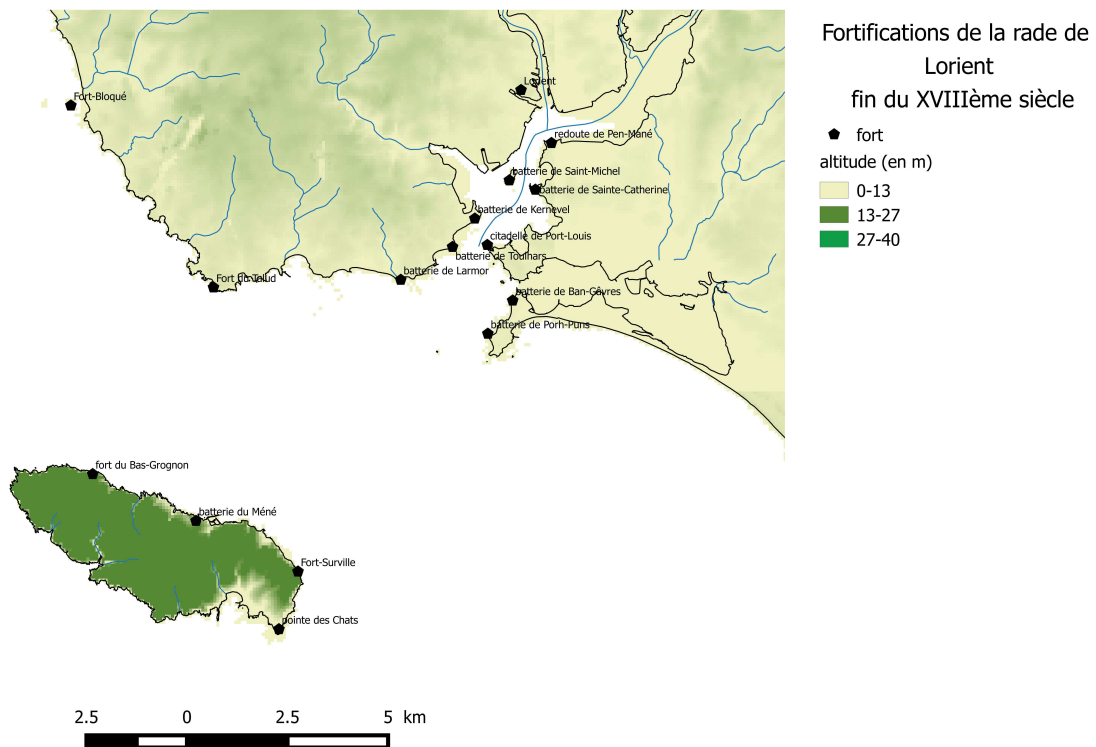 Fortifications de la rade de
Lorient
fin du XVIIIème siècle
fort
altitude (en m)
0-13
13-27
27-40
Lorient
Fort-Bloqué
redoute de Pen-Mané
batterie de Saint-Michel
batterie de Sainte-Catherine
batterie de Kernevel
citadelle de Port-Louis
batterie de Toulhars
batterie de Larmor
Fort du Talud
batterie de Ban-Gâvres
batterie de Porh-Puns
fort du Bas-Grognon
batterie du Méné
Fort-Surville
pointe des Chats
2.5 0 2.5 5 km